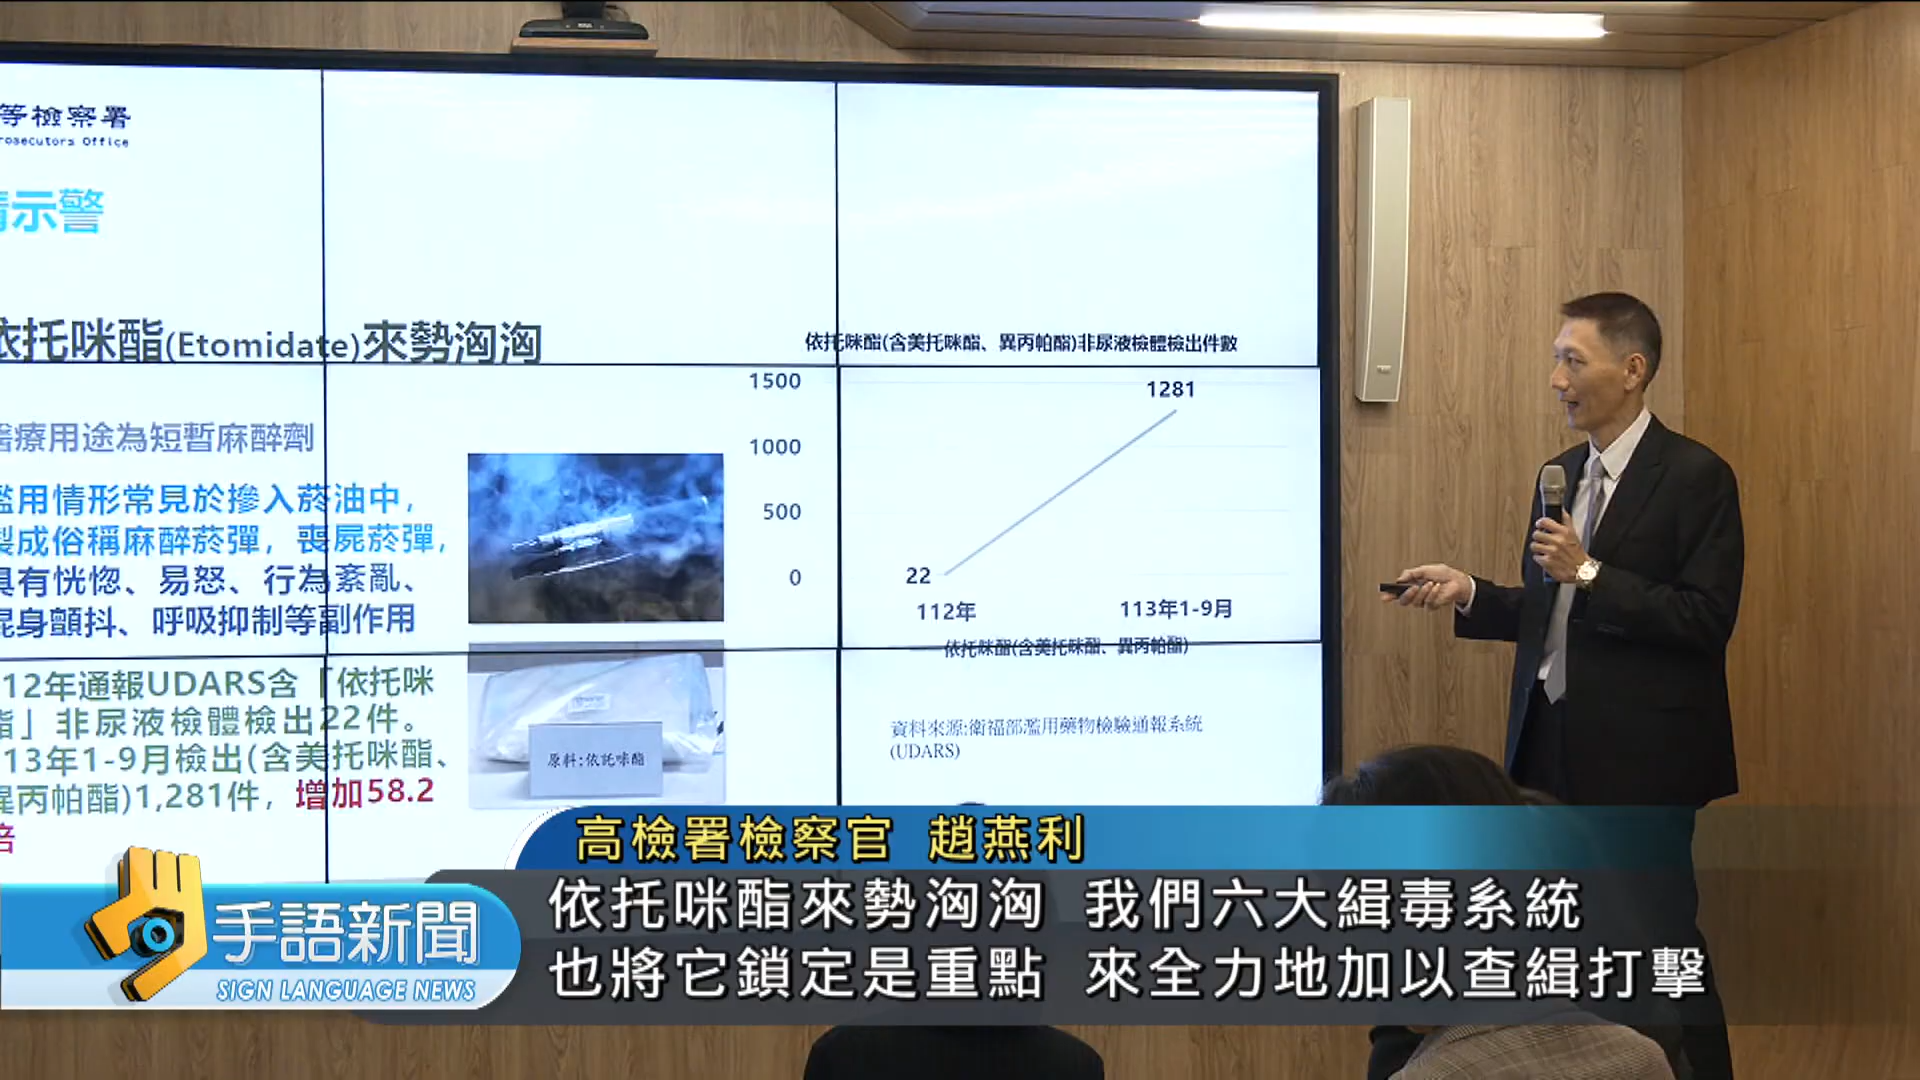 等檢察署
rosecutors Office
情示警
依托咪酯(Etomidate)來勢洶洶
醫療用途為短暫麻醉劑
濫用情形常見於摻入菸油中，
製成俗稱麻醉菸彈，喪屍菸彈，
具有恍惚、易怒、行為紊亂、
混身顫抖、呼吸抑制等副作用
12年通報UDARS含「依托咪
酯」非尿液檢體檢出22件。
13年1-9月檢出(含美托咪酯、
異丙帕酯)1,281件，增加58.2
倍
原料:依託咪酯
依托咪酯(含美托咪酯、異丙帕酯)非尿液檢體檢出件數
1500
1000
500
0
1281
22
112年
113年1-9月
依托咪酯(含美托咪酯、異丙帕酯)
資料來源:衛福部濫用藥物檢驗通報系統
(UDARS)
高檢署檢察官 趙燕利
依托咪酯來勢洶洶 我們六大緝毒系統
也將它鎖定是重點 來全力地加以查緝打擊
手語新聞
SIGN LANGUAGE NEWS